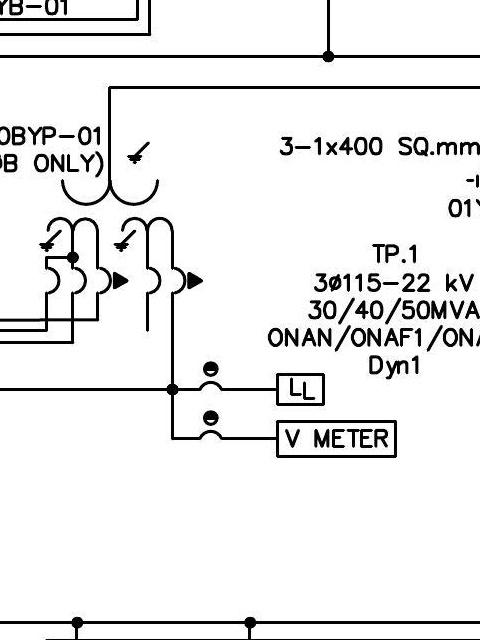 YB-01
0BYP-01
B ONLY)
3-1x400 SQ.mm
01Y
TP.1
3ø115-22 kV
30/40/50MVA
ONAN/ONAF1/ONA
Dyn1
LL
V METER